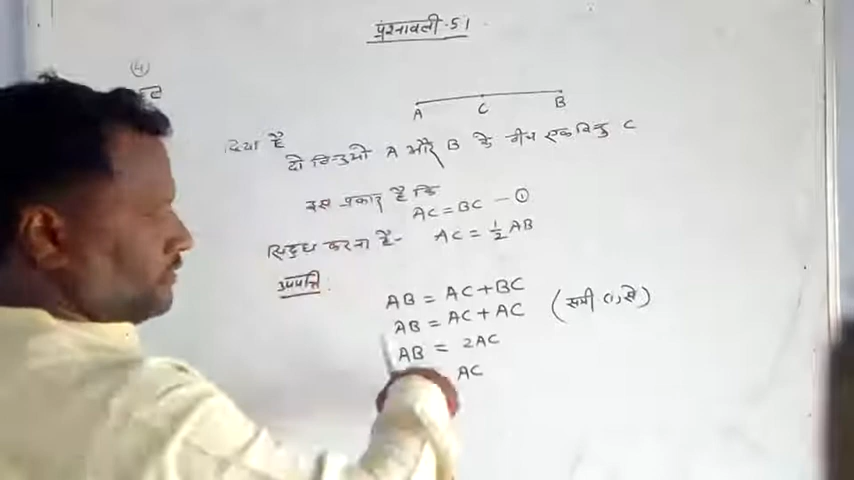 प्रश्नावली-5.1
(4)
A C B
दिया है
दो बिन्दुओ A और B के बीच एक बिन्दु C
इस प्रकार है कि
AC = BC - ①
सिद्ध करना है- AC = 1/2 AB
उपपत्ति
AB = AC + BC
AB = AC + AC (समी ①, से)
AB = 2AC
AC